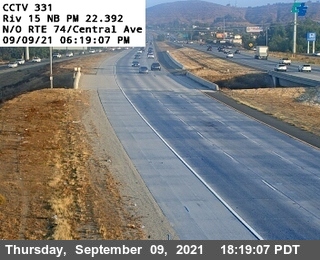 CCTV 331
Riv 15 NB PM 22.392
N/O RTE 74/Central Ave
09/09/21 06:19:07 PM
Thursday, September 09, 2021 18:19:07 PDT